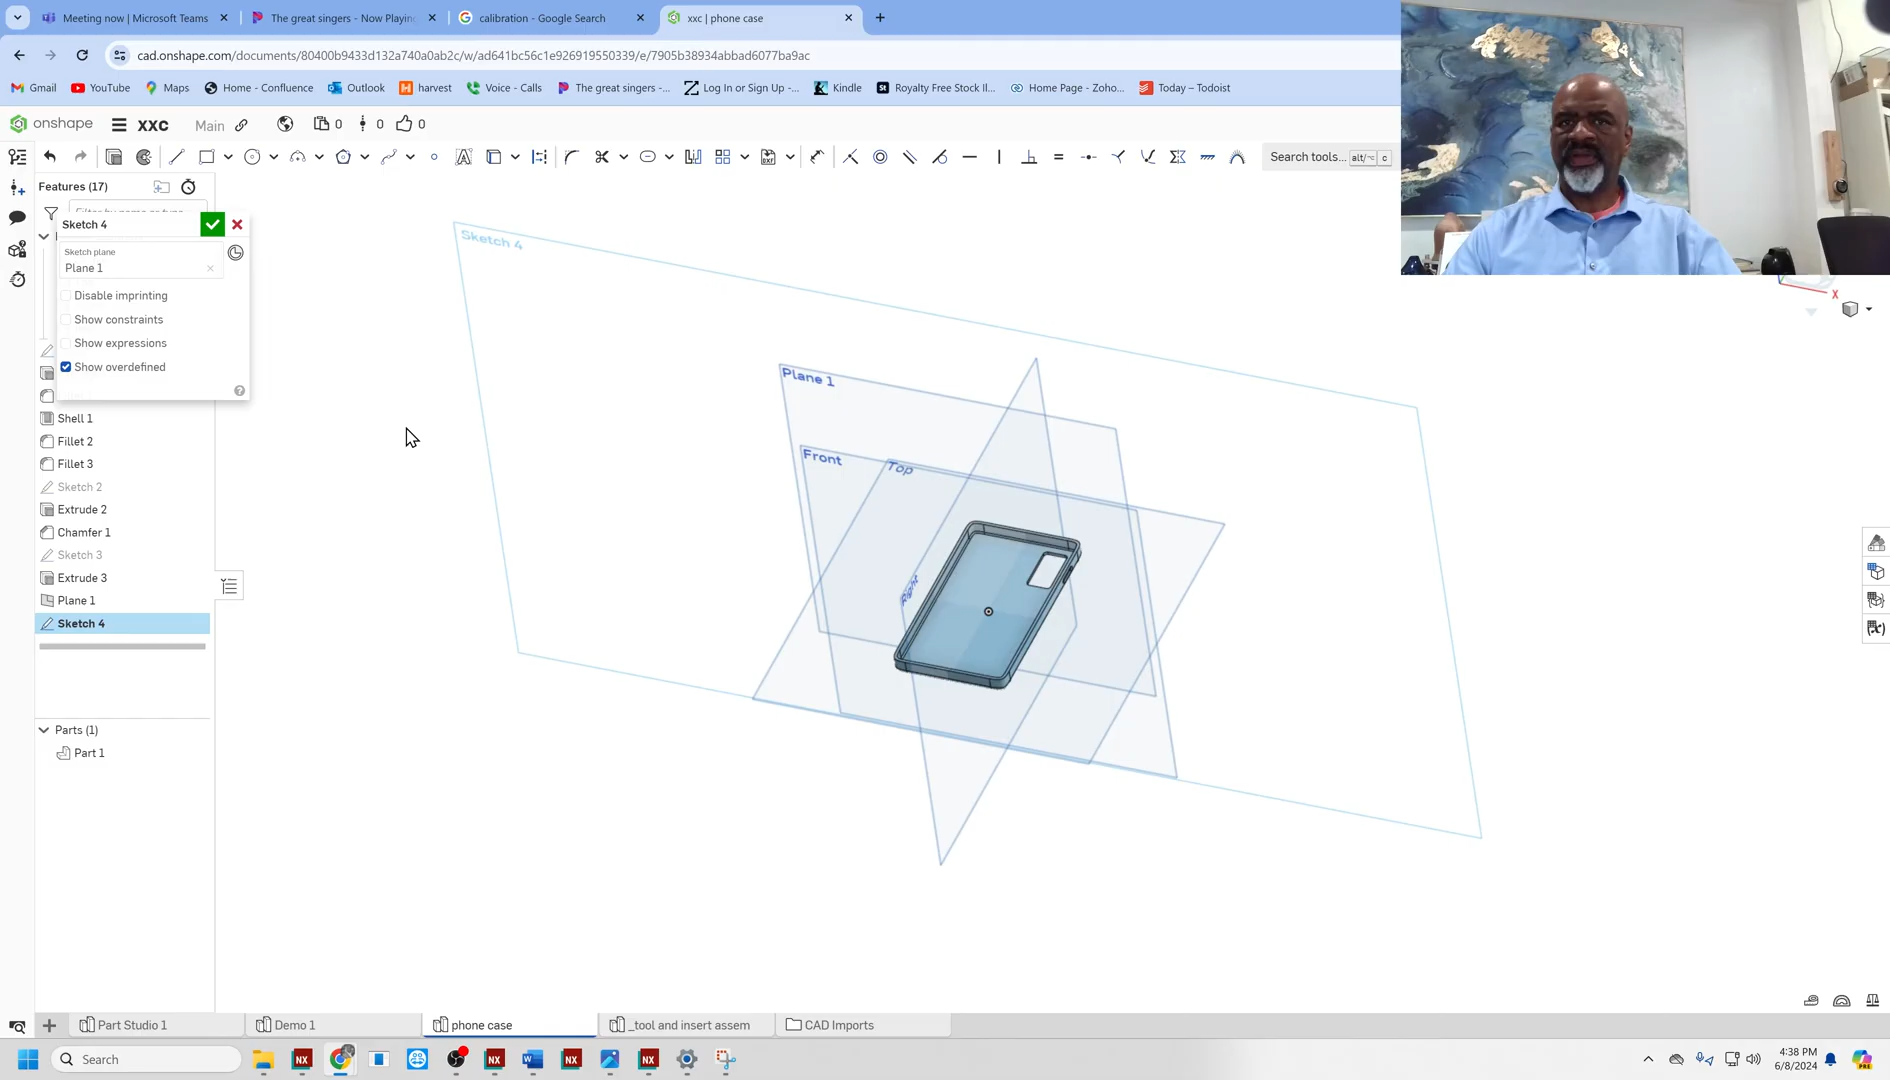 Meeting now | Microsoft Teams
The great singers - Now Playin
calibration - Google Search
xxc | phone case
cad.onshape.com/documents/80400b9433d132a740a0ab2c/w/ad641bc56c1e926919550339/e/7905b38934abbad6077ba9ac
Gmail YouTube Maps Home - Confluence Outlook harvest Voice - Calls The great singers -... Log In or Sign Up -... Kindle Royalty Free Stock Il... Home Page - Zoho... Today – Todoist
onshape xxc Main 0 0 0
Search tools... alt/⌥ c
Features (17)
Sketch 4
Sketch plane
Plane 1
Disable imprinting
Show constraints
Show expressions
Show overdefined
Shell 1
Fillet 2
Fillet 3
Sketch 2
Extrude 2
Chamfer 1
Sketch 3
Extrude 3
Plane 1
Sketch 4
Parts (1)
Part 1
Sketch 4
Plane 1
Front
Top
Right
X
Part Studio 1
Demo 1
phone case
_tool and insert assem
CAD Imports
Search
4:38 PM
6/8/2024